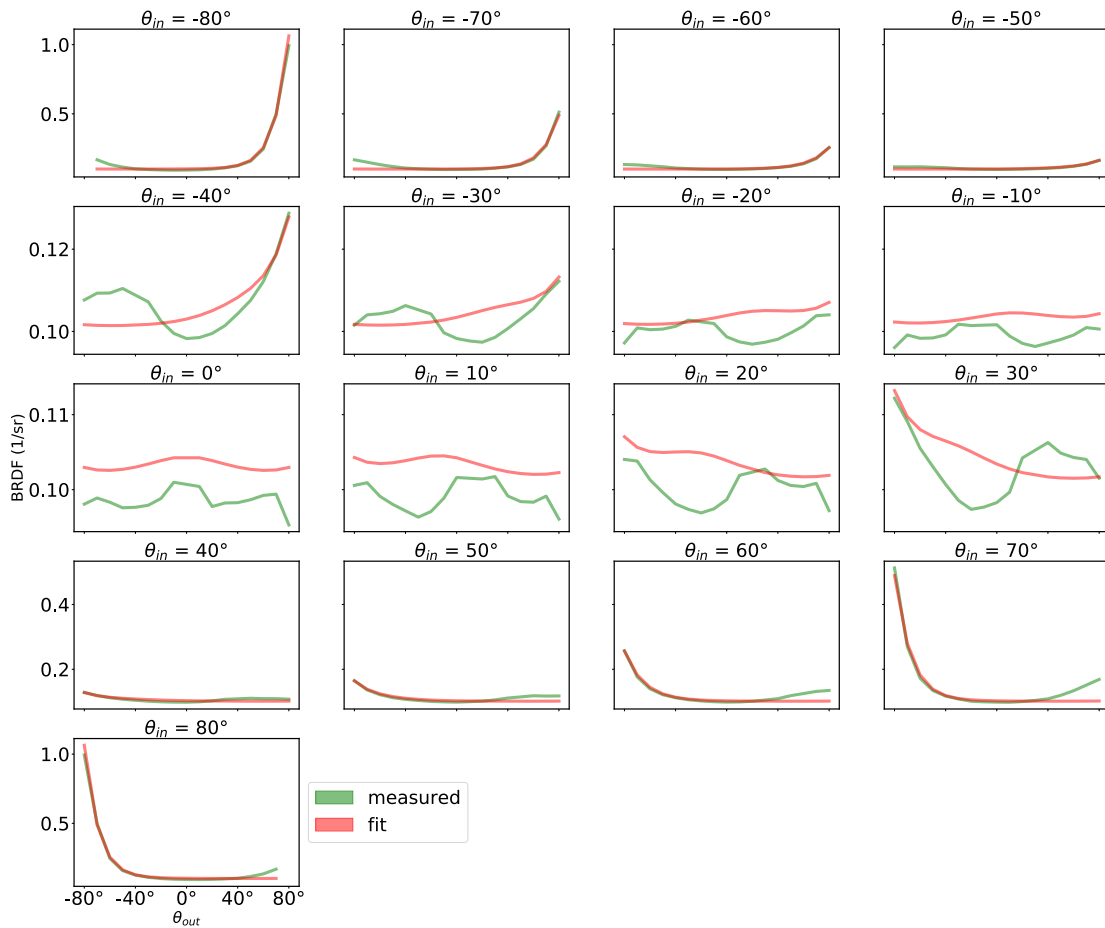 θin = -80° θin = -70° θin = -60° θin = -50°
1.0
0.5
θin = -40° θin = -30° θin = -20° θin = -10°
0.12
0.10
θin = 0° θin = 10° θin = 20° θin = 30°
BRDF (1/sr)
0.11
0.10
θin = 40° θin = 50° θin = 60° θin = 70°
0.4
0.2
θin = 80°
1.0
0.5
measured
fit
-80° -40° 0° 40° 80°
θout